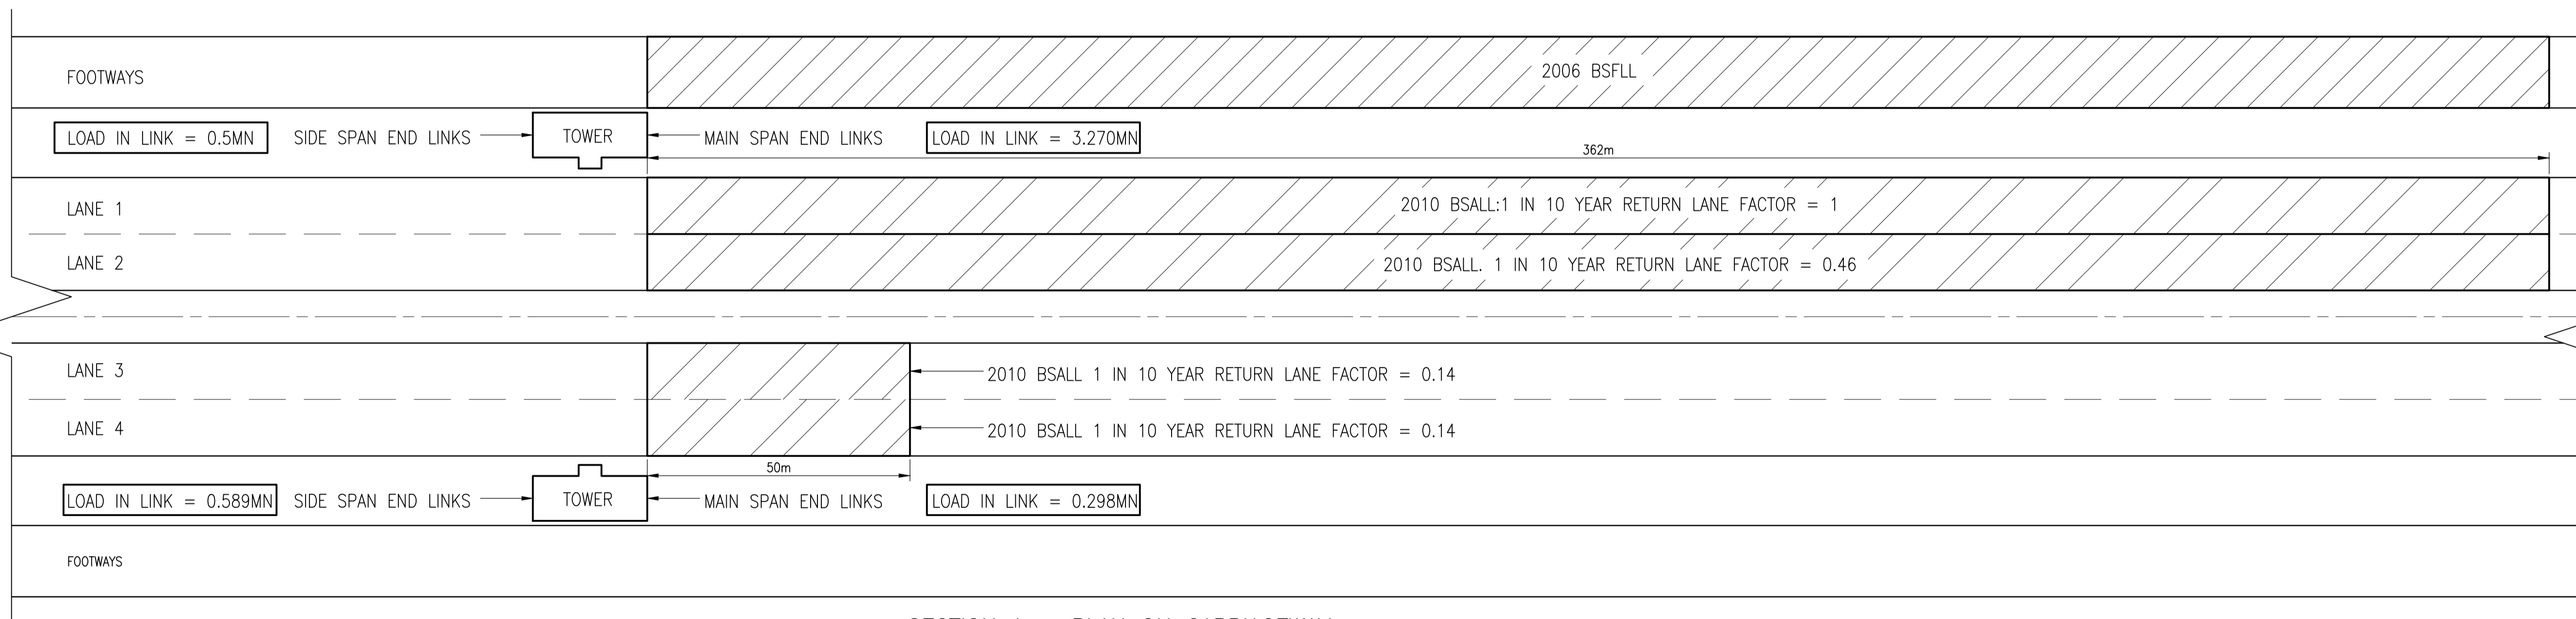 FOOTWAYS
2006 BSFLL
LOAD IN LINK = 0.5MN
SIDE SPAN END LINKS
TOWER
MAIN SPAN END LINKS
LOAD IN LINK = 3.270MN
362m
LANE 1
2010 BSALL:1 IN 10 YEAR RETURN LANE FACTOR = 1
LANE 2
2010 BSALL. 1 IN 10 YEAR RETURN LANE FACTOR = 0.46
LANE 3
2010 BSALL 1 IN 10 YEAR RETURN LANE FACTOR = 0.14
LANE 4
2010 BSALL 1 IN 10 YEAR RETURN LANE FACTOR = 0.14
50m
LOAD IN LINK = 0.589MN
SIDE SPAN END LINKS
TOWER
MAIN SPAN END LINKS
LOAD IN LINK = 0.298MN
FOOTWAYS